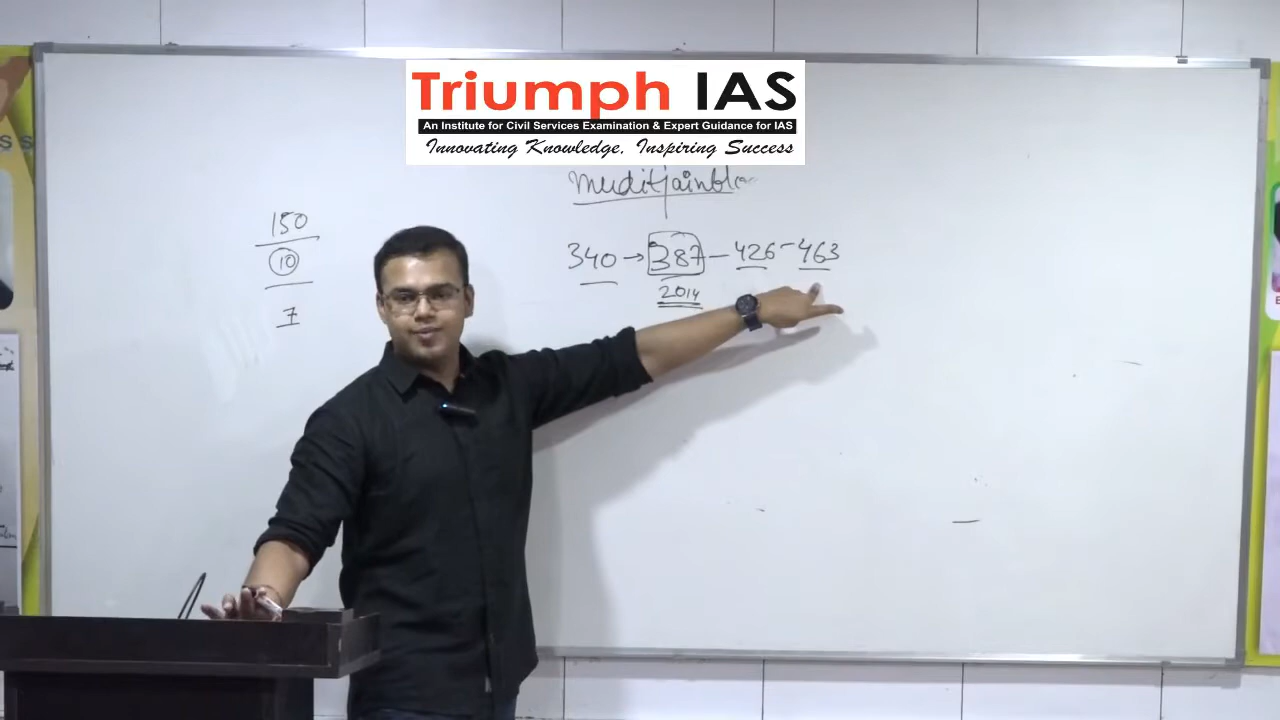 Triumph IAS
An Institute for Civil Services Examination & Expert Guidance for IAS
Innovating Knowledge, Inspiring Success
muditjainbl
150
10
7
340 → 387 – 426 – 463
2014